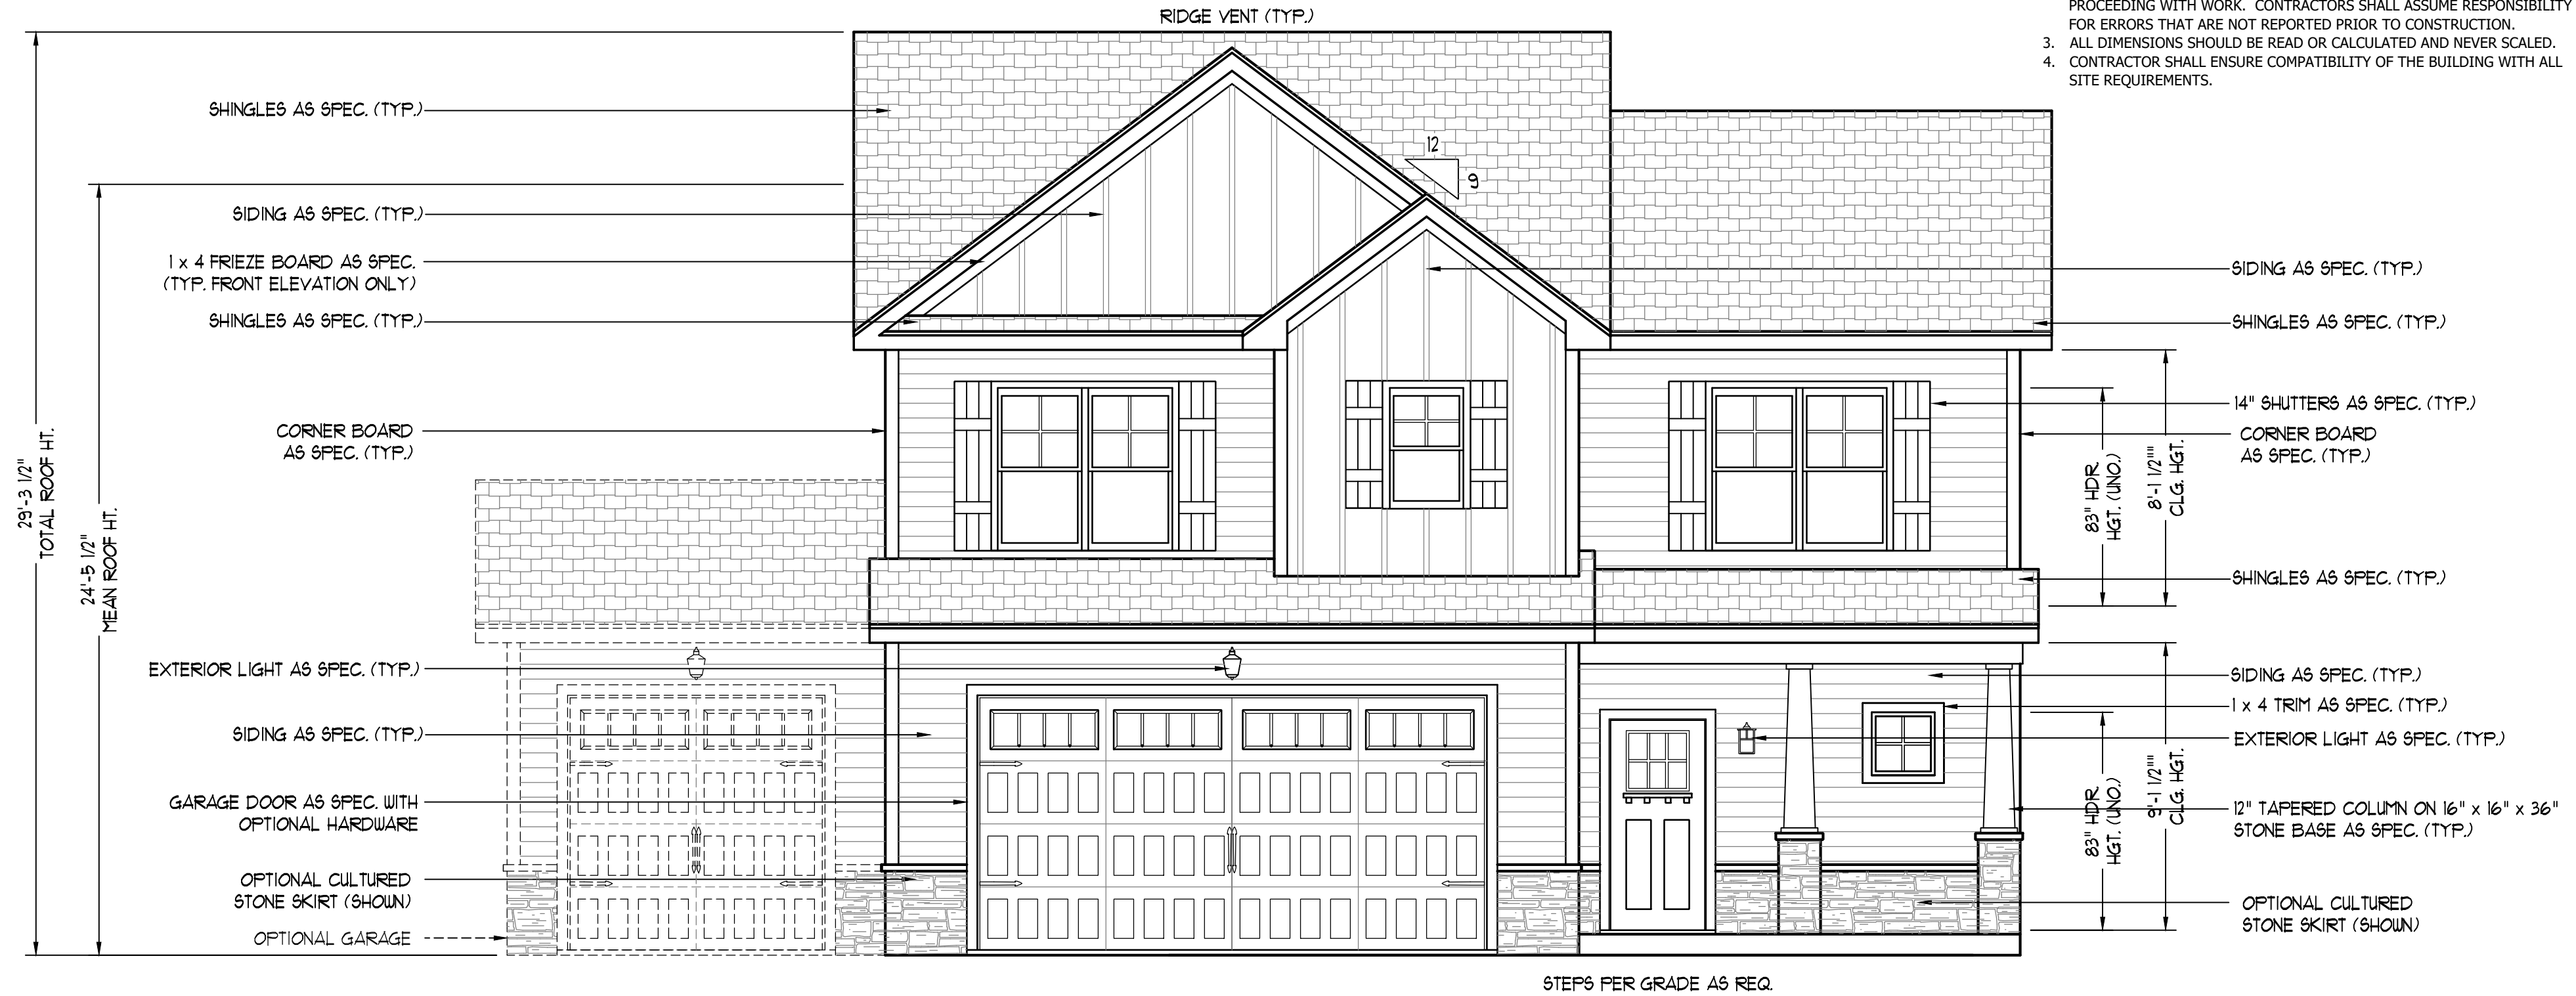 RIDGE VENT (TYP.)
PROCEEDING WITH WORK. CONTRACTORS SHALL ASSUME RESPONSIBILITY
FOR ERRORS THAT ARE NOT REPORTED PRIOR TO CONSTRUCTION.
3. ALL DIMENSIONS SHOULD BE READ OR CALCULATED AND NEVER SCALED.
4. CONTRACTOR SHALL ENSURE COMPATIBILITY OF THE BUILDING WITH ALL
SITE REQUIREMENTS.
29'-3 1/2"
TOTAL ROOF HT.
24'-5 1/2"
MEAN ROOF HT.
SHINGLES AS SPEC. (TYP.)
SIDING AS SPEC. (TYP.)
1 x 4 FRIEZE BOARD AS SPEC.
(TYP. FRONT ELEVATION ONLY)
SHINGLES AS SPEC. (TYP.)
CORNER BOARD
AS SPEC. (TYP.)
EXTERIOR LIGHT AS SPEC. (TYP.)
SIDING AS SPEC. (TYP.)
GARAGE DOOR AS SPEC. WITH
OPTIONAL HARDWARE
OPTIONAL CULTURED
STONE SKIRT (SHOWN)
OPTIONAL GARAGE
12
9
SIDING AS SPEC. (TYP.)
SHINGLES AS SPEC. (TYP.)
14" SHUTTERS AS SPEC. (TYP.)
CORNER BOARD
AS SPEC. (TYP.)
83" HDR.
HGT. (UNO.)
8'-1 1/2""
CLG. HGT.
SHINGLES AS SPEC. (TYP.)
SIDING AS SPEC. (TYP.)
1 x 4 TRIM AS SPEC. (TYP.)
EXTERIOR LIGHT AS SPEC. (TYP.)
83" HDR.
HGT. (UNO.)
9'-1 1/2""
CLG. HGT.
12" TAPERED COLUMN ON 16" x 16" x 36"
STONE BASE AS SPEC. (TYP.)
OPTIONAL CULTURED
STONE SKIRT (SHOWN)
STEPS PER GRADE AS REQ.